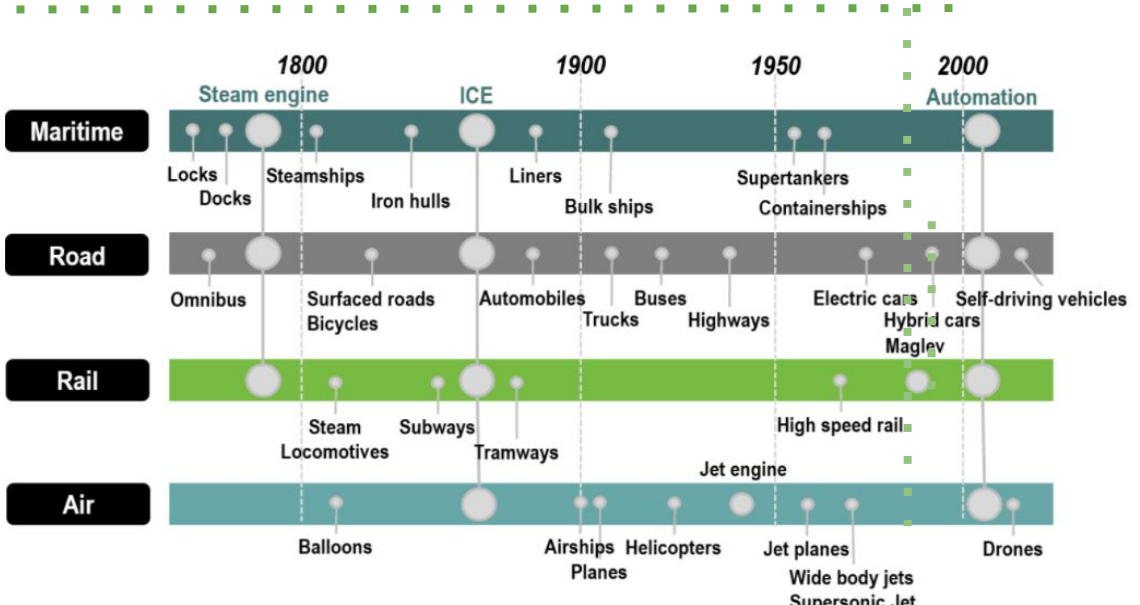 1800 1900 1950 2000
Steam engine ICE Automation
Maritime
Locks Steamships Liners Supertankers
Docks Iron hulls Bulk ships Containerships
Road
Omnibus Surfaced roads Automobiles Buses Electric cars Self-driving vehicles
Bicycles Trucks Highways Hybrid cars
Maglev
Rail
Steam Subways High speed rail
Locomotives Tramways
Jet engine
Air
Balloons Airships Helicopters Jet planes Drones
Planes Wide body jets
Supersonic Jet